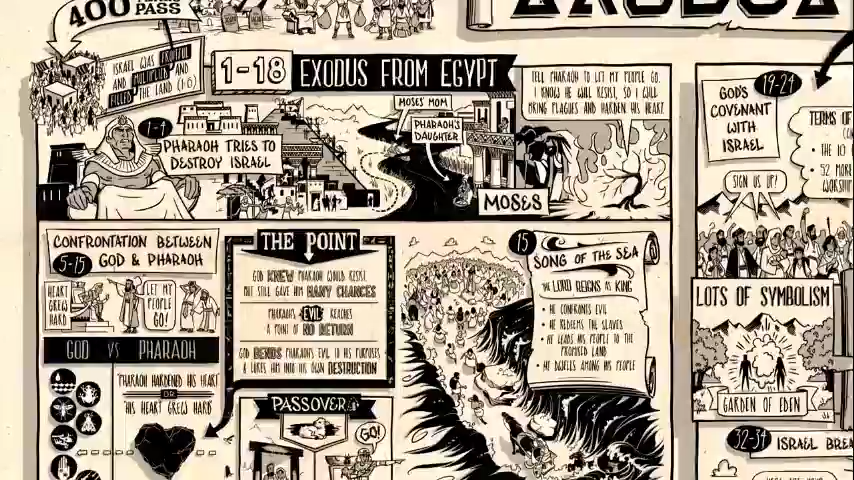 400
PASS
ISRAEL WAS FRUITFUL
AND MULTIPLIED AND
FILLED THE LAND (1:6)
1-18 EXODUS FROM EGYPT
1-4
PHARAOH TRIES TO
DESTROY ISRAEL
MOSES' MOM
PHARAOH'S
DAUGHTER
MOSES
TELL PHARAOH TO LET MY PEOPLE GO.
I KNOW HE WILL RESIST, SO I WILL
BRING PLAGUES AND HARDEN HIS HEART
CONFRONTATION BETWEEN
5-15 GOD & PHARAOH
HEART
GREW
HARD
LET MY
PEOPLE
GO!
GOD VS PHARAOH
PHARAOH HARDENED HIS HEART
OR
HIS HEART GREW HARD
THE POINT
GOD KNEW PHARAOH WOULD RESIST
BUT STILL GAVE HIM MANY CHANCES
PHARAOH'S EVIL REACHES
A POINT OF NO RETURN
GOD BENDS PHARAOH'S EVIL TO HIS PURPOSES
& LURES HIM INTO HIS OWN DESTRUCTION
PASSOVER
GO!
15 SONG OF THE SEA
THE LORD REIGNS AS KING
• HE CONFRONTS EVIL
• HE REDEEMS THE SLAVES
• HE LEADS HIS PEOPLE TO THE
PROMISED LAND
• HE DWELLS AMONG HIS PEOPLE
19-24
GOD'S
COVENANT
WITH
ISRAEL
TERMS OF
• THE 10
• 52 MORE
WORSHIP
SIGN US UP!
LOTS OF SYMBOLISM
GARDEN OF EDEN
32-34 ISRAEL BREA